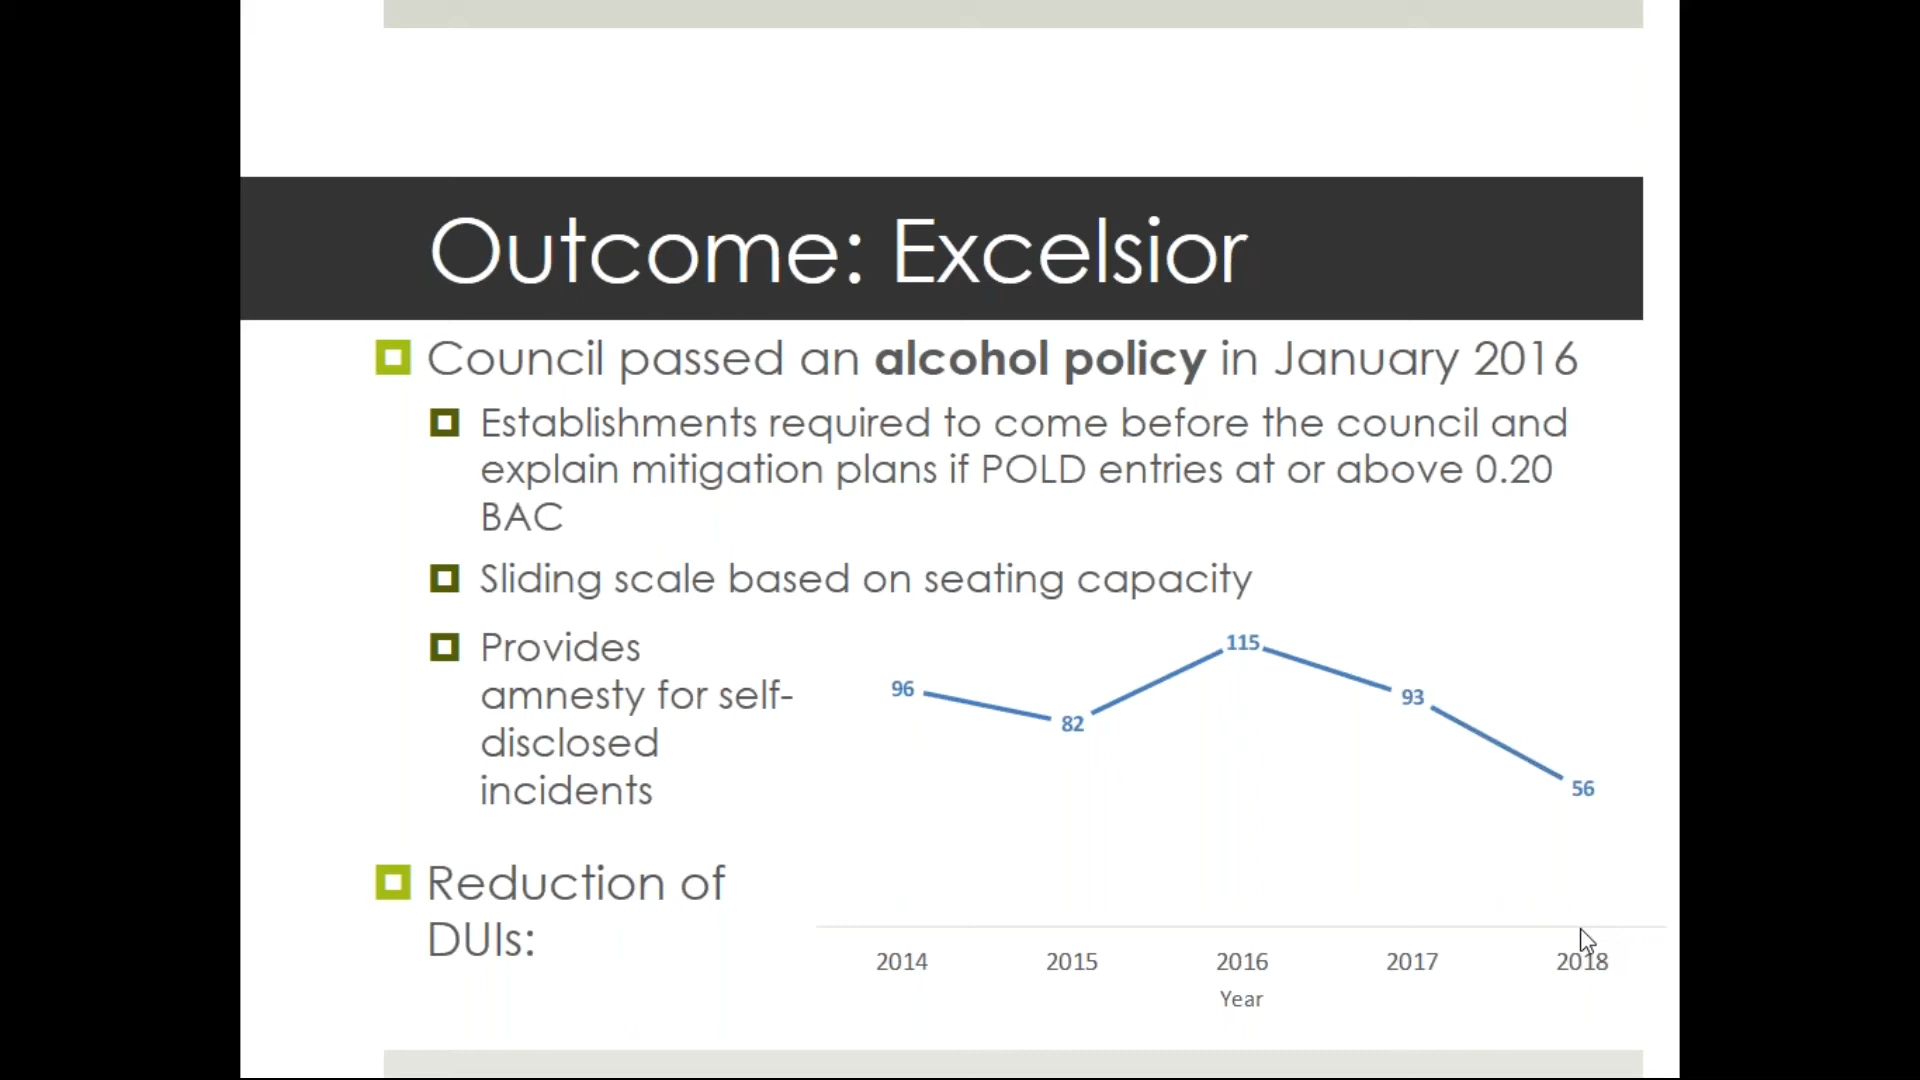 Outcome: Excelsior
Council passed an alcohol policy in January 2016
Establishments required to come before the council and
explain mitigation plans if POLD entries at or above 0.20
BAC
Sliding scale based on seating capacity
Provides
amnesty for self-
disclosed
incidents
Reduction of
DUIs:
96
82
115
93
56
2014
2015
2016
2017
2018
Year